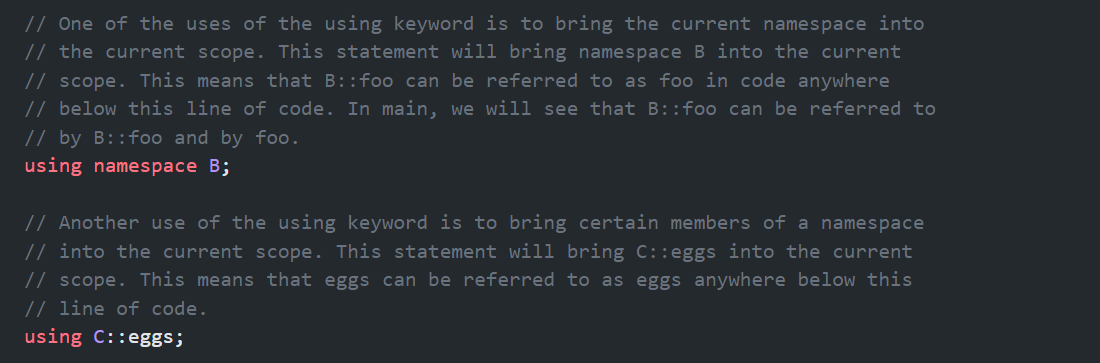 // One of the uses of the using keyword is to bring the current namespace into
// the current scope. This statement will bring namespace B into the current
// scope. This means that B::foo can be referred to as foo in code anywhere
// below this line of code. In main, we will see that B::foo can be referred to
// by B::foo and by foo.
using namespace B;
// Another use of the using keyword is to bring certain members of a namespace
// into the current scope. This statement will bring C::eggs into the current
// scope. This means that eggs can be referred to as eggs anywhere below this
// line of code.
using C::eggs;